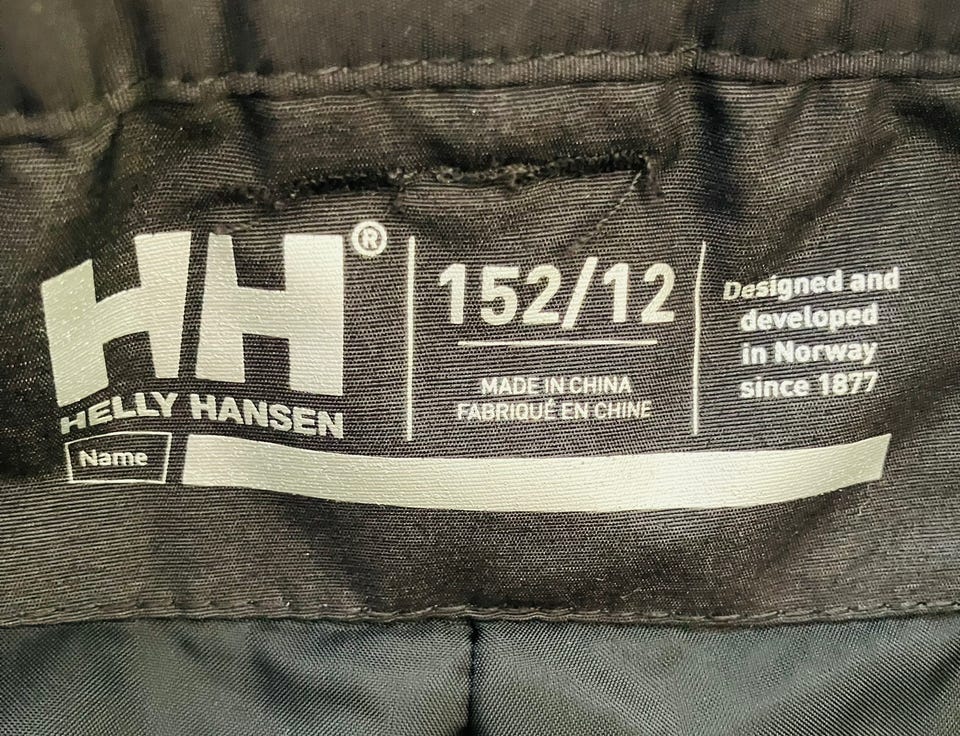 HH®
HELLY HANSEN
Name
152/12
MADE IN CHINA
FABRIQUÉ EN CHINE
Designed and
developed
in Norway
since 1877